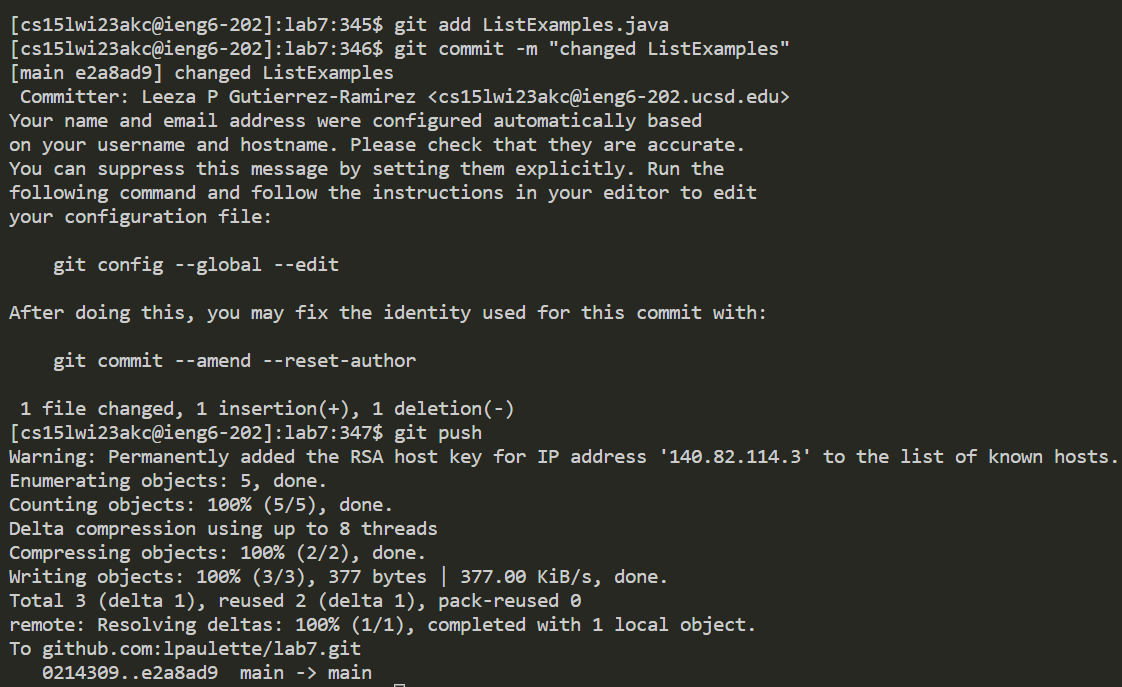 [cs15lwi23akc@ieng6-202]:lab7:345$ git add ListExamples.java
[cs15lwi23akc@ieng6-202]:lab7:346$ git commit -m "changed ListExamples"
[main e2a8ad9] changed ListExamples
 Committer: Leeza P Gutierrez-Ramirez <cs15lwi23akc@ieng6-202.ucsd.edu>
Your name and email address were configured automatically based
on your username and hostname. Please check that they are accurate.
You can suppress this message by setting them explicitly. Run the
following command and follow the instructions in your editor to edit
your configuration file:

    git config --global --edit

After doing this, you may fix the identity used for this commit with:

    git commit --amend --reset-author

 1 file changed, 1 insertion(+), 1 deletion(-)
[cs15lwi23akc@ieng6-202]:lab7:347$ git push
Warning: Permanently added the RSA host key for IP address '140.82.114.3' to the list of known hosts.
Enumerating objects: 5, done.
Counting objects: 100% (5/5), done.
Delta compression using up to 8 threads
Compressing objects: 100% (2/2), done.
Writing objects: 100% (3/3), 377 bytes | 377.00 KiB/s, done.
Total 3 (delta 1), reused 2 (delta 1), pack-reused 0
remote: Resolving deltas: 100% (1/1), completed with 1 local object.
To github.com:lpaulette/lab7.git
   0214309..e2a8ad9  main -> main